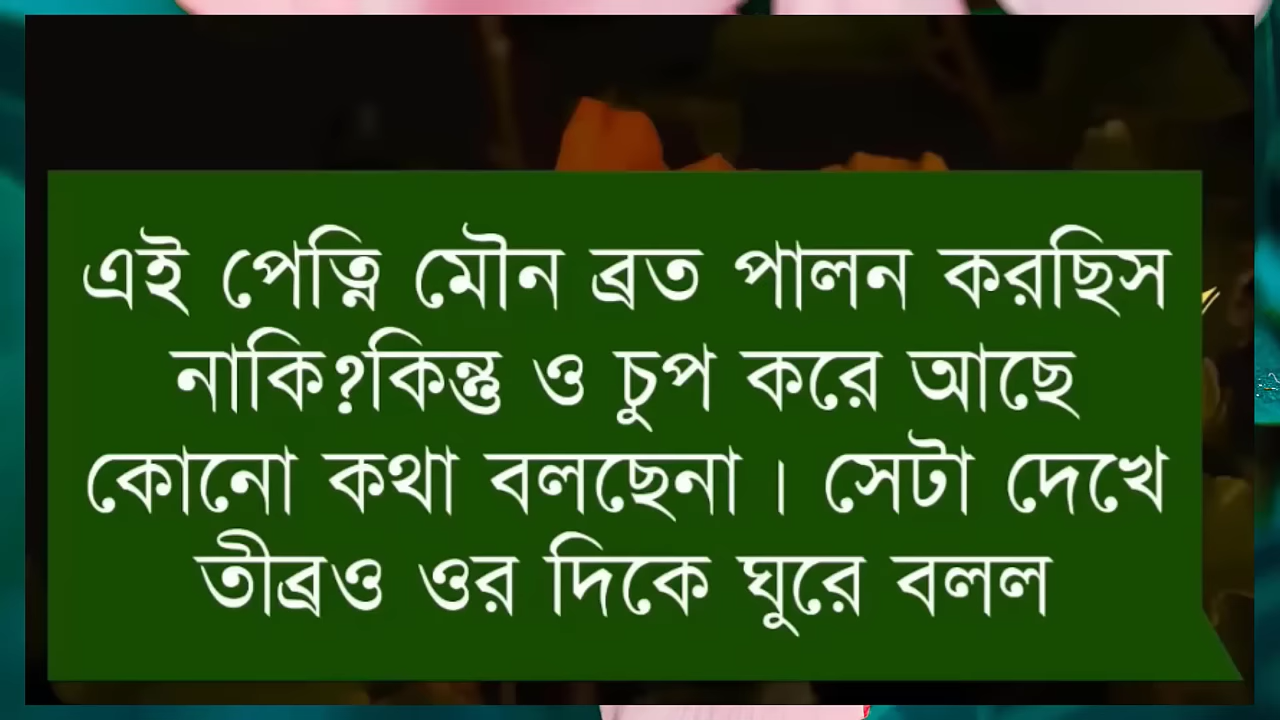 এই পেত্নি মৌন ব্রত পালন করছিস
নাকি?কিন্তু ও চুপ করে আছে
কোনো কথা বলছেনা । সেটা দেখে
তীব্রও ওর দিকে ঘুরে বলল